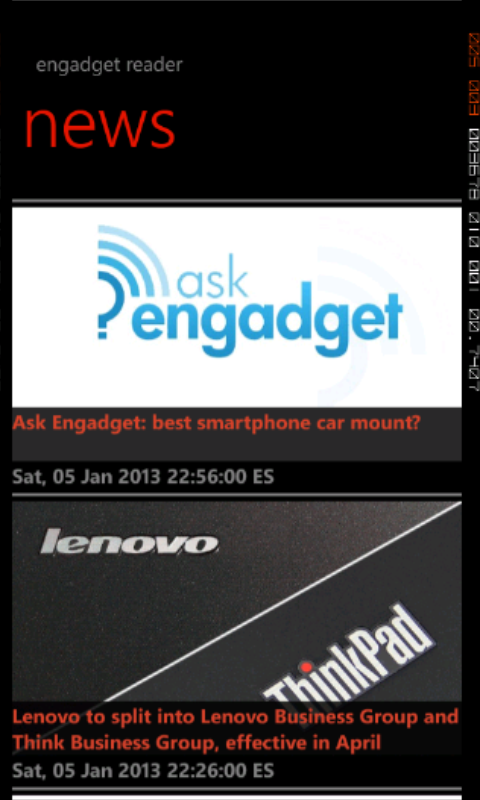 engadget reader
news
ask
engadget
Ask Engadget: best smartphone car mount?
Sat, 05 Jan 2013 22:56:00 ES
lenovo
ThinkPad
Lenovo to split into Lenovo Business Group and
Think Business Group, effective in April
Sat, 05 Jan 2013 22:26:00 ES